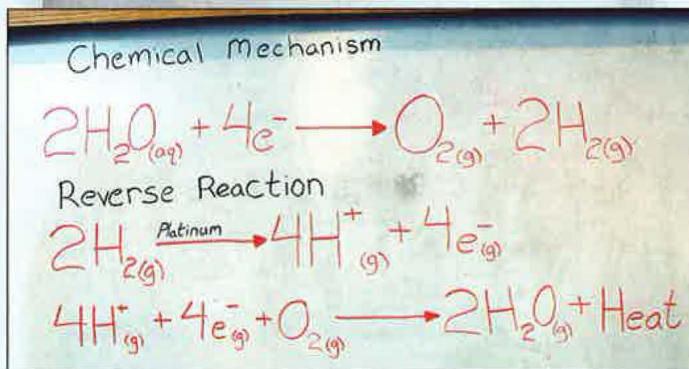 Chemical Mechanism
2H₂O(aq) + 4e⁻ → O₂(g) + 2H₂(g)
Reverse Reaction
2H₂(g) Platinum → 4H⁺(g) + 4e⁻(g)
4H⁺(g) + 4e⁻(g) + O₂(g) → 2H₂O(g) + Heat